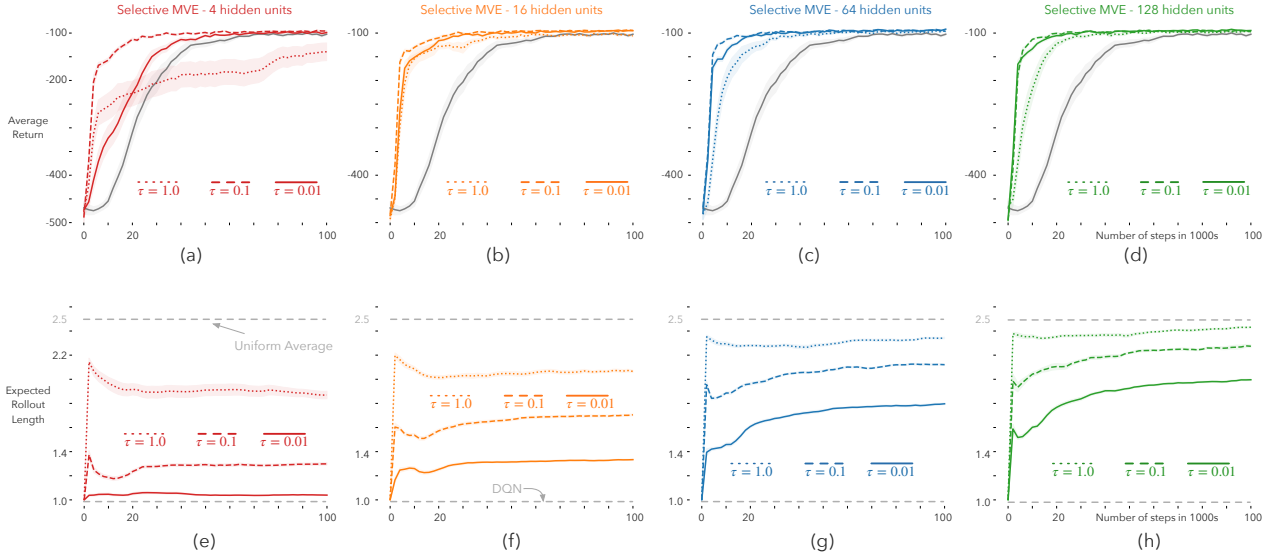 Selective MVE - 4 hidden units
Selective MVE - 16 hidden units
Selective MVE - 64 hidden units
Selective MVE - 128 hidden units
-100
-200
Average
Return
-400
-500
τ = 1.0
τ = 0.1
τ = 0.01
0
20
100
(a)
-100
-400
τ = 1.0
τ = 0.1
τ = 0.01
0
20
100
(b)
-100
-400
τ = 1.0
τ = 0.1
τ = 0.01
0
20
100
(c)
-100
-400
τ = 1.0
τ = 0.1
τ = 0.01
0
20
Number of steps in 1000s
100
(d)
2.5
Uniform Average
2.2
Expected
Rollout
Length
τ = 1.0
τ = 0.1
τ = 0.01
1.4
1.0
0
20
100
(e)
2.5
τ = 1.0
τ = 0.1
τ = 0.01
1.4
DQN
1.0
0
20
100
(f)
2.5
1.4
τ = 1.0
τ = 0.1
τ = 0.01
1.0
0
20
100
(g)
2.5
1.4
τ = 1.0
τ = 0.1
τ = 0.01
1.0
0
20
Number of steps in 1000s
100
(h)